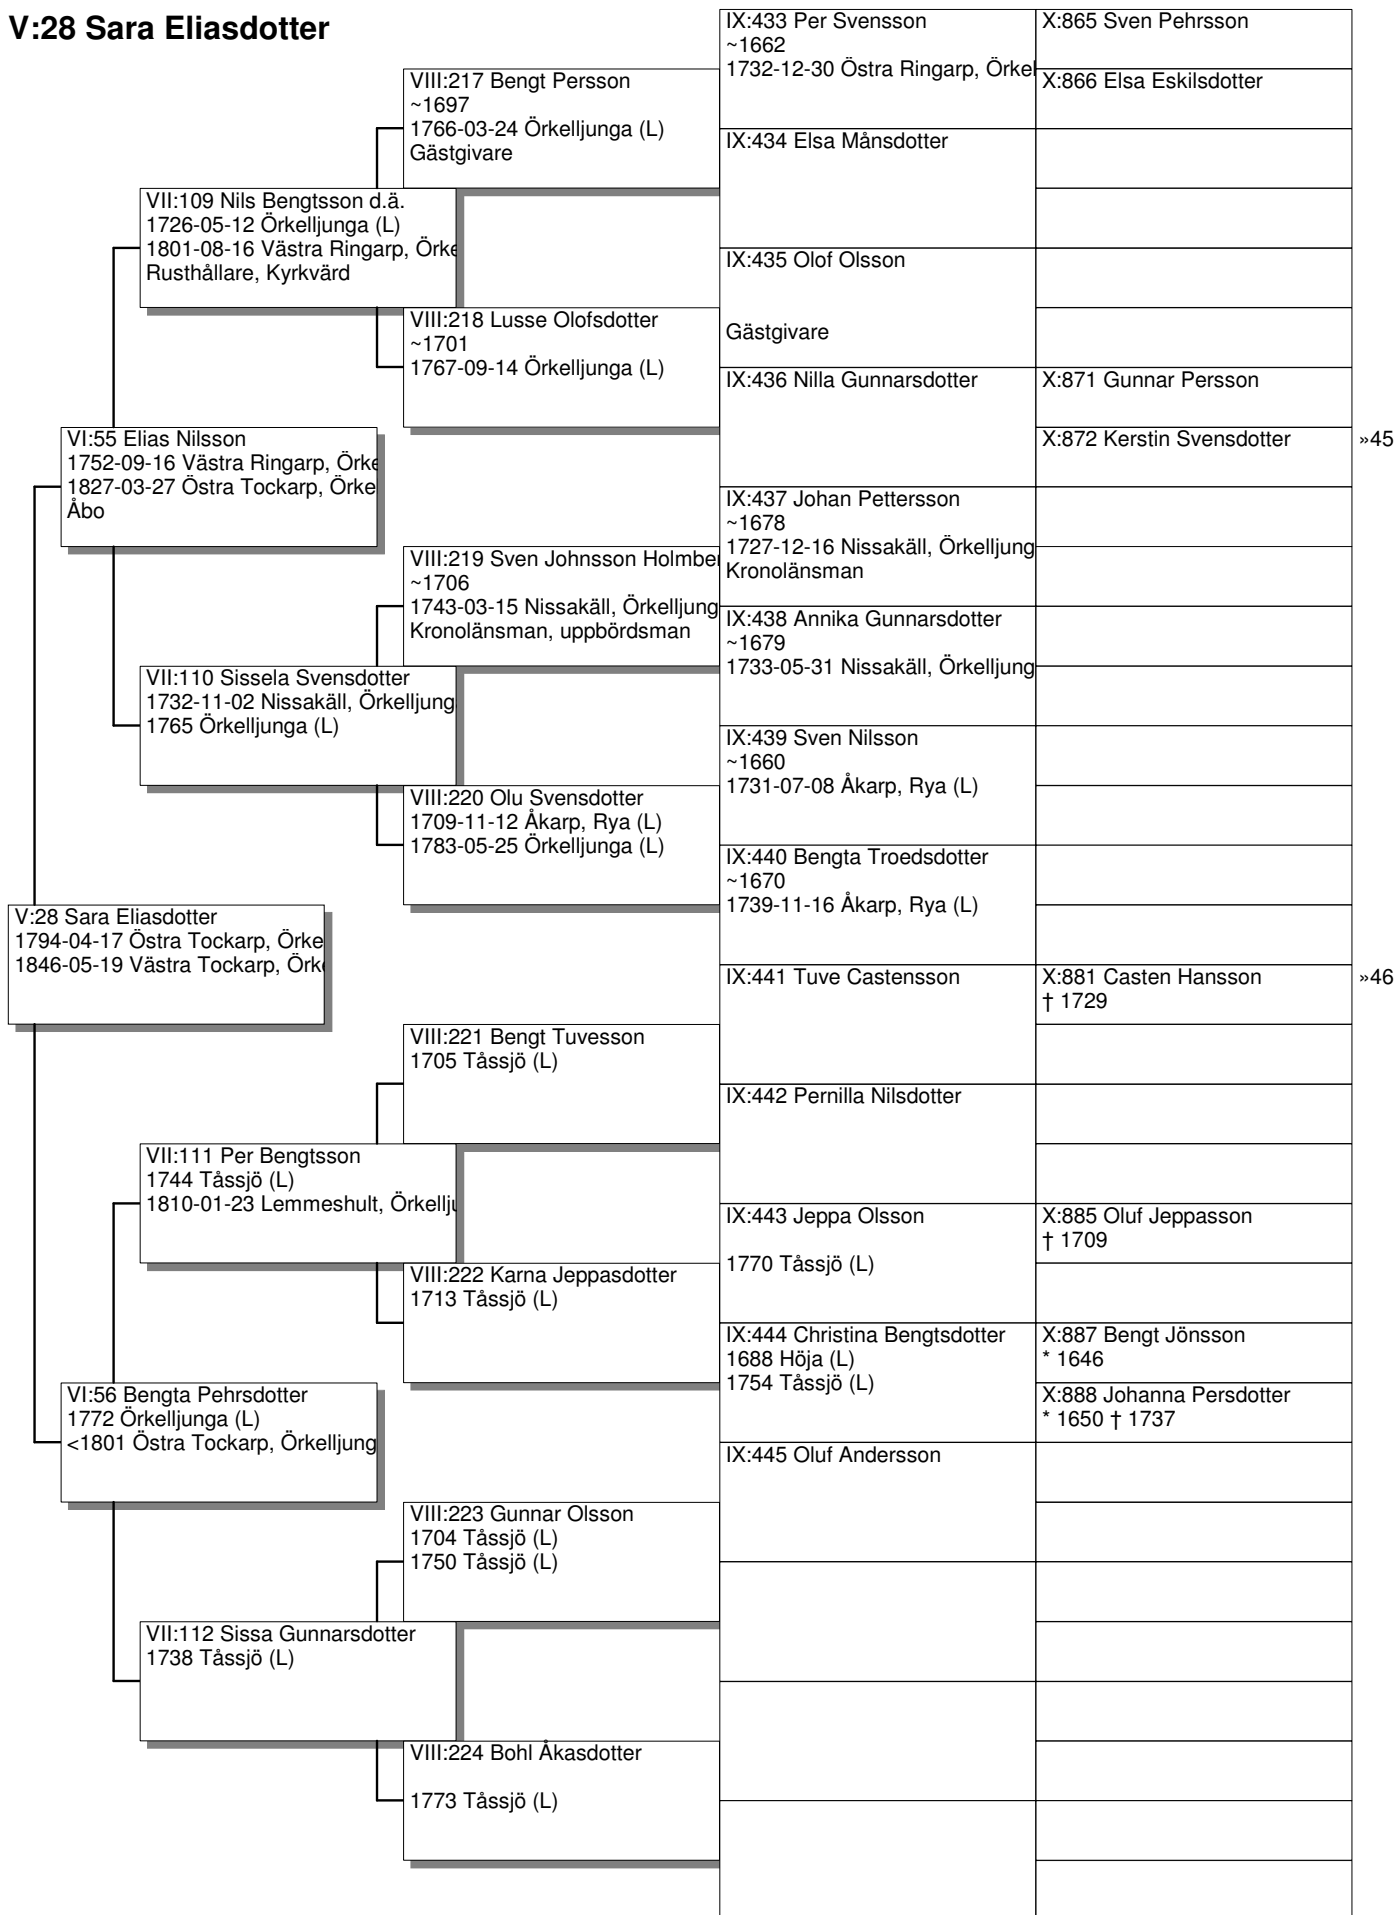 V:28 Sara Eliasdotter
V:28 Sara Eliasdotter
1794-04-17 Östra Tockarp, Örke
1846-05-19 Västra Tockarp, Örk
VI:55 Elias Nilsson
1752-09-16 Västra Ringarp, Örke
1827-03-27 Östra Tockarp, Örke
Åbo
VI:56 Bengta Pehrsdotter
1772 Örkelljunga (L)
<1801 Östra Tockarp, Örkelljung
VII:109 Nils Bengtsson d.ä.
1726-05-12 Örkelljunga (L)
1801-08-16 Västra Ringarp, Örke
Rusthållare, Kyrkvärd
VII:110 Sissela Svensdotter
1732-11-02 Nissakäll, Örkelljung
1765 Örkelljunga (L)
VII:111 Per Bengtsson
1744 Tåssjö (L)
1810-01-23 Lemmeshult, Örkellju
VII:112 Sissa Gunnarsdotter
1738 Tåssjö (L)
VIII:217 Bengt Persson
~1697
1766-03-24 Örkelljunga (L)
Gästgivare
VIII:218 Lusse Olofsdotter
~1701
1767-09-14 Örkelljunga (L)
VIII:219 Sven Johnsson Holmber
~1706
1743-03-15 Nissakäll, Örkelljung
Kronolänsman, uppbördsman
VIII:220 Olu Svensdotter
1709-11-12 Åkarp, Rya (L)
1783-05-25 Örkelljunga (L)
VIII:221 Bengt Tuvesson
1705 Tåssjö (L)
VIII:222 Karna Jeppasdotter
1713 Tåssjö (L)
VIII:223 Gunnar Olsson
1704 Tåssjö (L)
1750 Tåssjö (L)
VIII:224 Bohl Åkasdotter
1773 Tåssjö (L)
IX:433 Per Svensson
~1662
1732-12-30 Östra Ringarp, Örkel
IX:434 Elsa Månsdotter
IX:435 Olof Olsson
Gästgivare
IX:436 Nilla Gunnarsdotter
IX:437 Johan Pettersson
~1678
1727-12-16 Nissakäll, Örkelljung
Kronolänsman
IX:438 Annika Gunnarsdotter
~1679
1733-05-31 Nissakäll, Örkelljung
IX:439 Sven Nilsson
~1660
1731-07-08 Åkarp, Rya (L)
IX:440 Bengta Troedsdotter
~1670
1739-11-16 Åkarp, Rya (L)
IX:441 Tuve Castensson
IX:442 Pernilla Nilsdotter
IX:443 Jeppa Olsson
1770 Tåssjö (L)
IX:444 Christina Bengtsdotter
1688 Höja (L)
1754 Tåssjö (L)
IX:445 Oluf Andersson
X:865 Sven Pehrsson
X:866 Elsa Eskilsdotter
X:871 Gunnar Persson
X:872 Kerstin Svensdotter
»45
X:881 Casten Hansson
† 1729
»46
X:885 Oluf Jeppasson
† 1709
X:887 Bengt Jönsson
* 1646
X:888 Johanna Persdotter
* 1650 † 1737